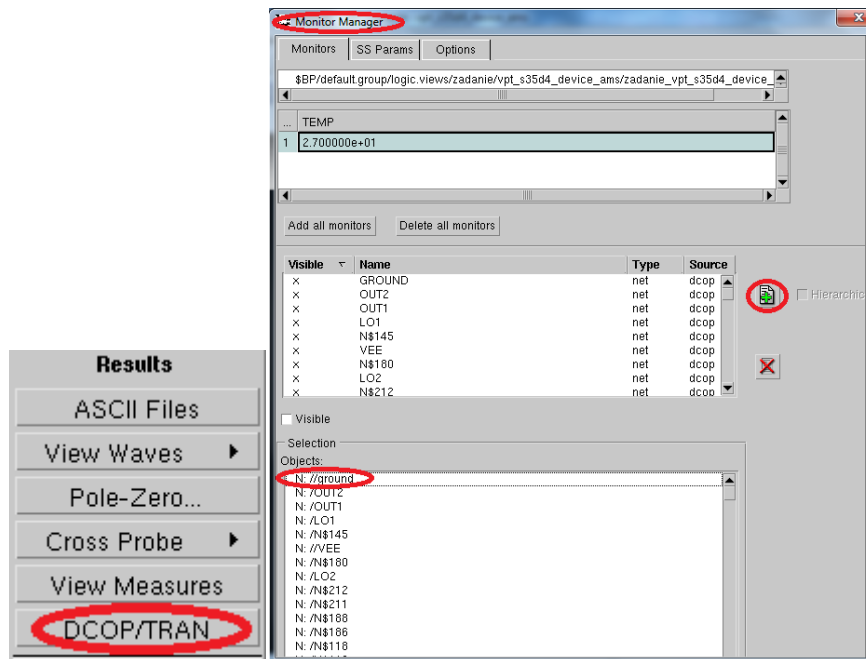 Results
ASCII Files
View Waves
Pole-Zero...
Cross Probe
View Measures
DCOP/TRAN
Monitor Manager
Monitors SS Params Options
$BP/default.group/logic.views/zadanie/vpt_s35d4_device_ams/zadanie_vpt_s35d4_device_
... TEMP
1 2.700000e+01
Add all monitors Delete all monitors
Visible Name Type Source
x GROUND net dcop
x OUT2 net dcop
x OUT1 net dcop
x LO1 net dcop
x N$145 net dcop
x VEE net dcop
x N$180 net dcop
x LO2 net dcop
x N$212 net dcop
Hierarchic
Visible
Selection
Objects:
N: //ground
N: /OUT2
N: /OUT1
N: /LO1
N: /N$145
N: //VEE
N: /N$180
N: /LO2
N: /N$212
N: /N$211
N: /N$188
N: /N$186
N: /N$118